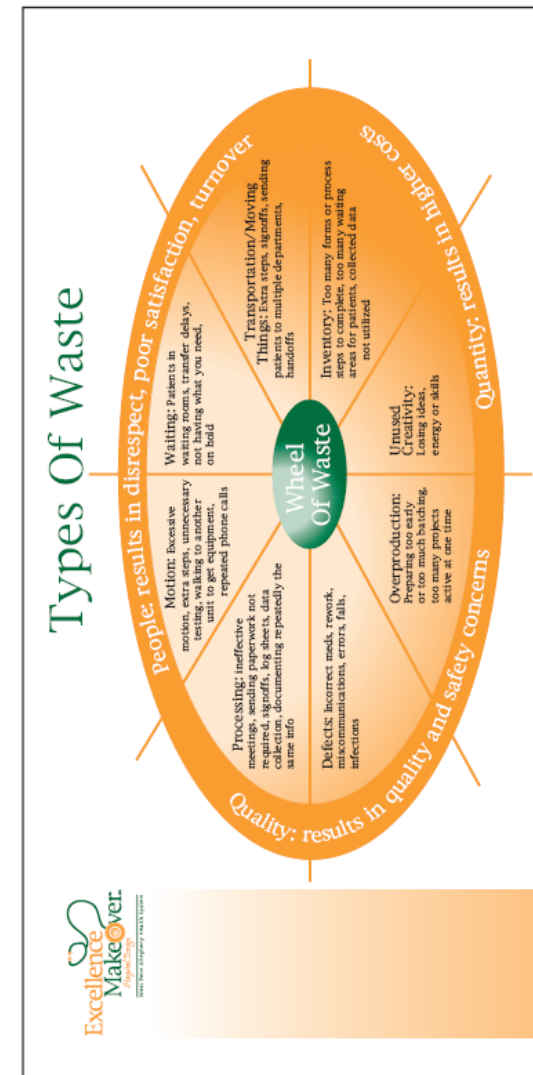 Types Of Waste
People: results in disrespect, poor satisfaction, turnover
Motion: Excessive
motion, extra steps, unnecessary
testing, walking to another
unit to get equipment,
repeated phone calls
Waiting: Patients in
waiting rooms, transfer delays,
not having what you need,
on hold
Processing: ineffective
meetings, sending paperwork not
required, signoffs, log sheets, data
collection, documenting repeatedly the
same info
Transportation/Moving
Things: Extra steps, signoffs, sending
patients to multiple departments,
handoffs
Wheel
Of Waste
Defects: Incorrect meds, rework,
miscommunications, errors, falls,
infections
Inventory: Too many forms or process
steps to complete, too many waiting
areas for patients, collected data
not utilized
Overproduction:
Preparing too early
or too much batching,
too many projects
active at one time
Unused
Creativity:
Losing ideas,
energy or skills
Quality: results in quality and safety concerns
Quantity: results in higher costs
Excellence
Makeover.
West Penn Allegheny Health System